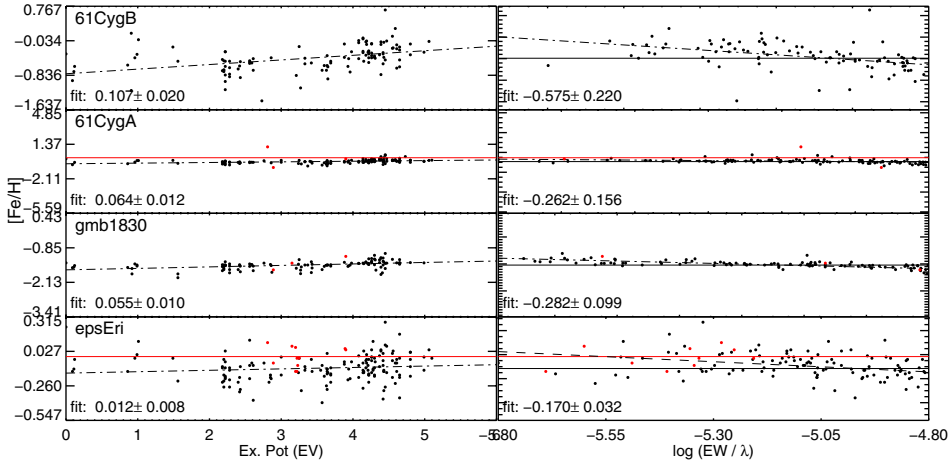 0.767
61CygB
-0.034
-0.836
-1.637
fit: 0.107± 0.020
fit: -0.575± 0.220
4.85
61CygA
1.37
-2.11
-5.59
fit: 0.064± 0.012
fit: -0.262± 0.156
[Fe/H]
0.43
gmb1830
-0.85
-2.13
-3.41
fit: 0.055± 0.010
fit: -0.282± 0.099
0.315
epsEri
0.027
-0.260
-0.547
fit: 0.012± 0.008
fit: -0.170± 0.032
0 1 2 3 4 5 -5.80 -5.55 -5.30 -5.05 -4.80
Ex. Pot (EV)
log (EW / λ)